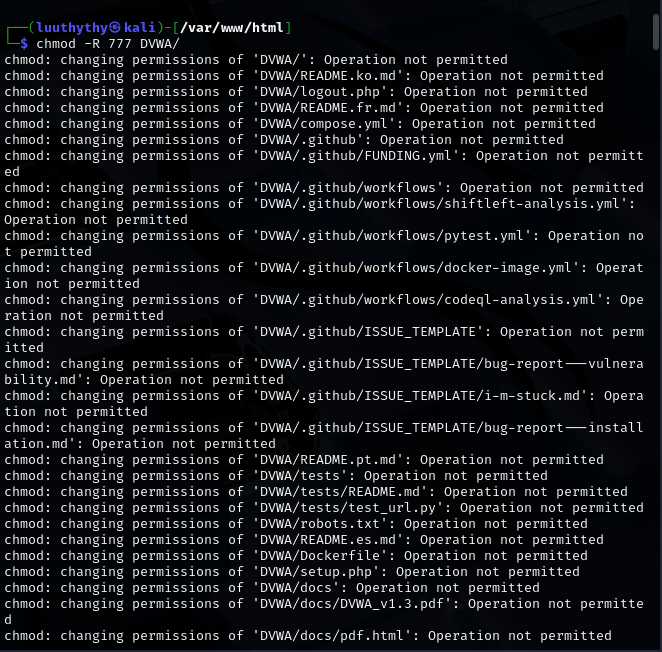 ┌──(luuthythy㉿kali)-[/var/www/html]
└─$ chmod -R 777 DVWA/
chmod: changing permissions of 'DVWA/': Operation not permitted
chmod: changing permissions of 'DVWA/README.ko.md': Operation not permitted
chmod: changing permissions of 'DVWA/logout.php': Operation not permitted
chmod: changing permissions of 'DVWA/README.fr.md': Operation not permitted
chmod: changing permissions of 'DVWA/compose.yml': Operation not permitted
chmod: changing permissions of 'DVWA/.github': Operation not permitted
chmod: changing permissions of 'DVWA/.github/FUNDING.yml': Operation not permitt
ed
chmod: changing permissions of 'DVWA/.github/workflows': Operation not permitted
chmod: changing permissions of 'DVWA/.github/workflows/shiftleft-analysis.yml':
Operation not permitted
chmod: changing permissions of 'DVWA/.github/workflows/pytest.yml': Operation no
t permitted
chmod: changing permissions of 'DVWA/.github/workflows/docker-image.yml': Operat
ion not permitted
chmod: changing permissions of 'DVWA/.github/workflows/codeql-analysis.yml': Ope
ration not permitted
chmod: changing permissions of 'DVWA/.github/ISSUE_TEMPLATE': Operation not perm
itted
chmod: changing permissions of 'DVWA/.github/ISSUE_TEMPLATE/bug-report---vulnera
bility.md': Operation not permitted
chmod: changing permissions of 'DVWA/.github/ISSUE_TEMPLATE/i-m-stuck.md': Opera
tion not permitted
chmod: changing permissions of 'DVWA/.github/ISSUE_TEMPLATE/bug-report---install
ation.md': Operation not permitted
chmod: changing permissions of 'DVWA/README.pt.md': Operation not permitted
chmod: changing permissions of 'DVWA/tests': Operation not permitted
chmod: changing permissions of 'DVWA/tests/README.md': Operation not permitted
chmod: changing permissions of 'DVWA/tests/test_url.py': Operation not permitted
chmod: changing permissions of 'DVWA/robots.txt': Operation not permitted
chmod: changing permissions of 'DVWA/README.es.md': Operation not permitted
chmod: changing permissions of 'DVWA/Dockerfile': Operation not permitted
chmod: changing permissions of 'DVWA/setup.php': Operation not permitted
chmod: changing permissions of 'DVWA/docs': Operation not permitted
chmod: changing permissions of 'DVWA/docs/DVWA_v1.3.pdf': Operation not permitte
d
chmod: changing permissions of 'DVWA/docs/pdf.html': Operation not permitted